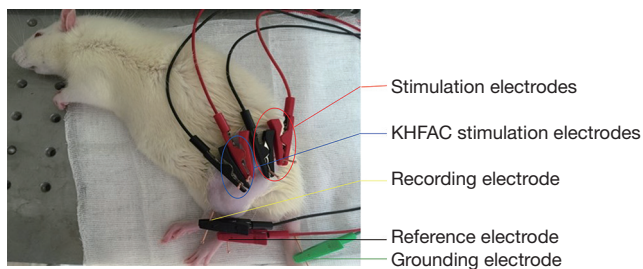 Stimulation electrodes
KHFAC stimulation electrodes
Recording electrode
Reference electrode
Grounding electrode